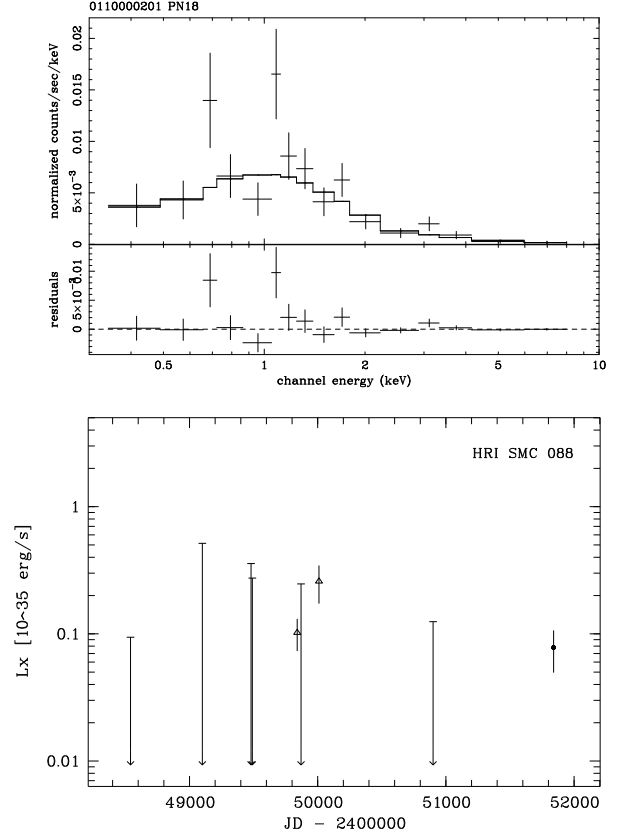 0110000201 PN18
normalized counts/sec/keV
0.02
0.015
0.01
5×10⁻³
0
residuals
0.01
5×10⁻³
0
0.5 1 2 5 10
channel energy (keV)
HRI SMC 088
Lx [10~35 erg/s]
1
0.1
0.01
49000 50000 51000 52000
JD - 2400000